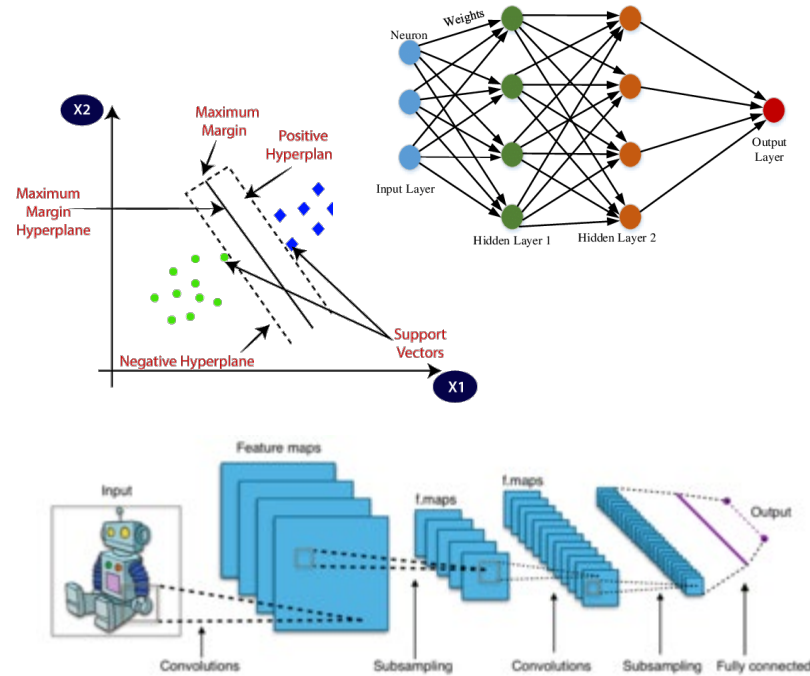 Weights
Neuron
Input Layer
Hidden Layer 1
Hidden Layer 2
Output
Layer
X2
Maximum
Margin
Positive
Hyperplan
Maximum
Margin
Hyperplane
Support
Vectors
Negative Hyperplane
X1
Feature maps
Input
f.maps
f.maps
Output
Convolutions
Subsampling
Convolutions
Subsampling
Fully connected